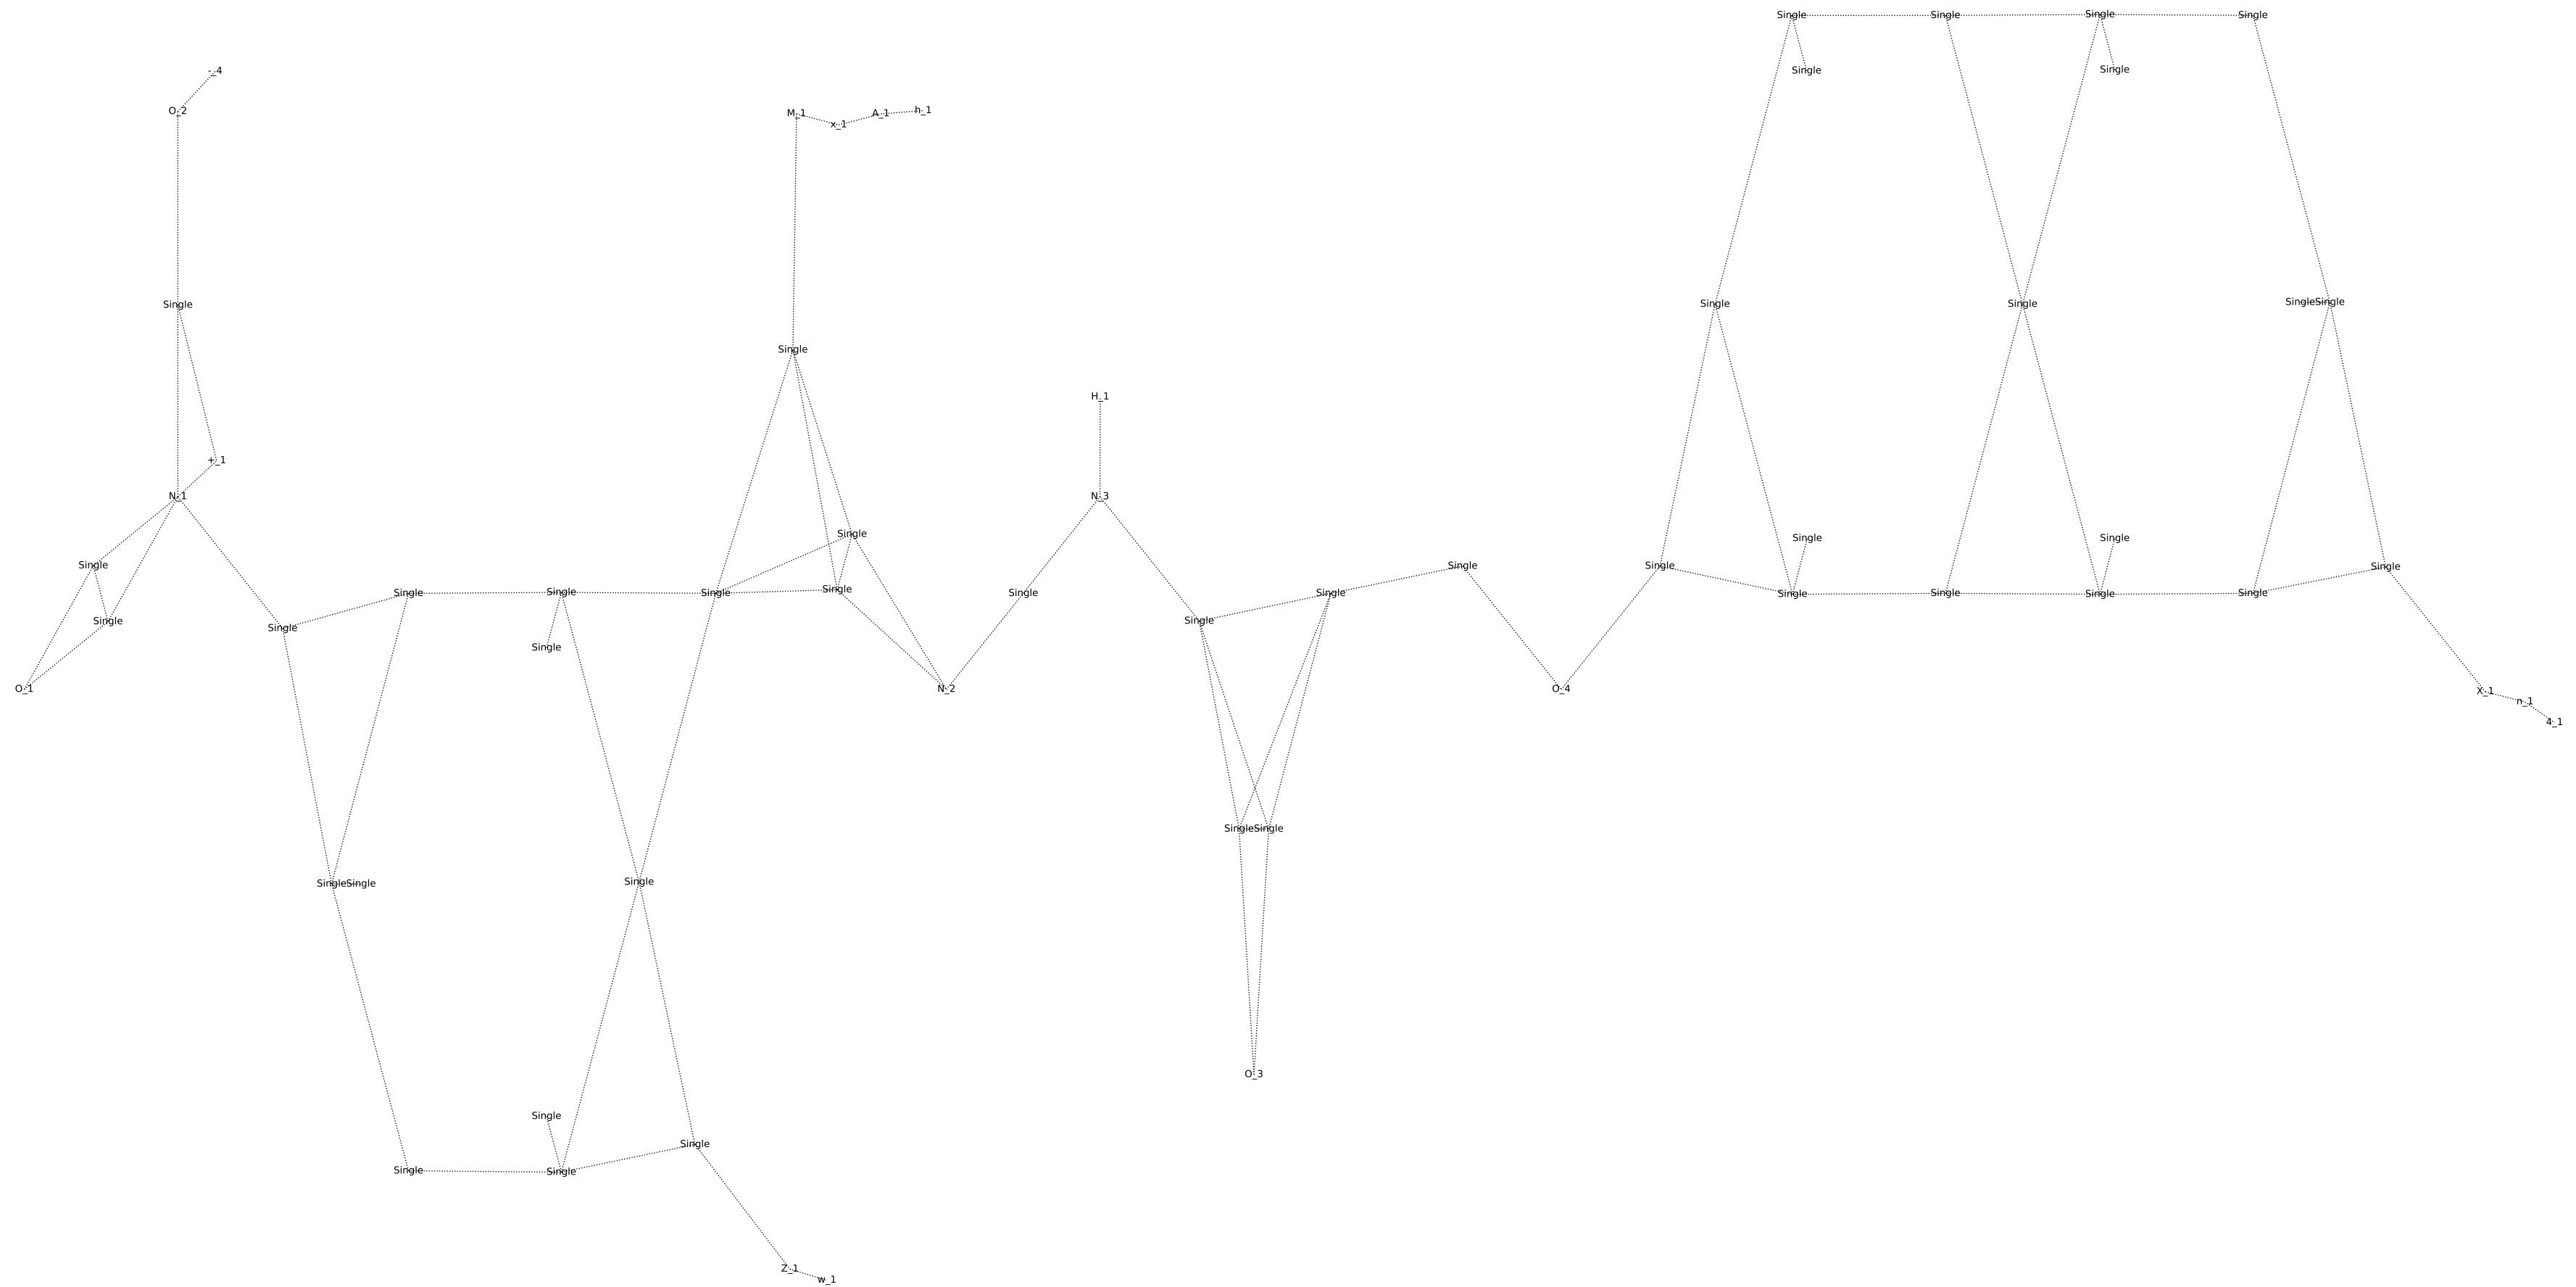 Single Single Single Single
-_4 Single Single
O_2 M_1 x_1 A_1 h_1
Single Single Single SingleSingle
Single
H_1
+_1
N_1 N_3
Single Single Single
Single Single Single Single
Single Single Single Single Single Single Single Single Single Single Single
Single Single Single
Single
O_1 N_2 O_4 X_1 n_1
4_1
SingleSingle
SingleSingle Single
O_3
Single
Single
Single Single
Z_1 w_1